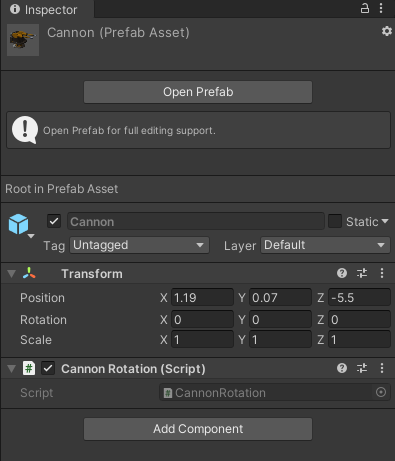 Inspector
Cannon (Prefab Asset)
Open Prefab
Open Prefab for full editing support.
Root in Prefab Asset
Cannon Static
Tag Untagged Layer Default
Transform
Position X 1.19 Y 0.07 Z -5.5
Rotation X 0 Y 0 Z 0
Scale X 1 Y 1 Z 1
# Cannon Rotation (Script)
Script # CannonRotation
Add Component